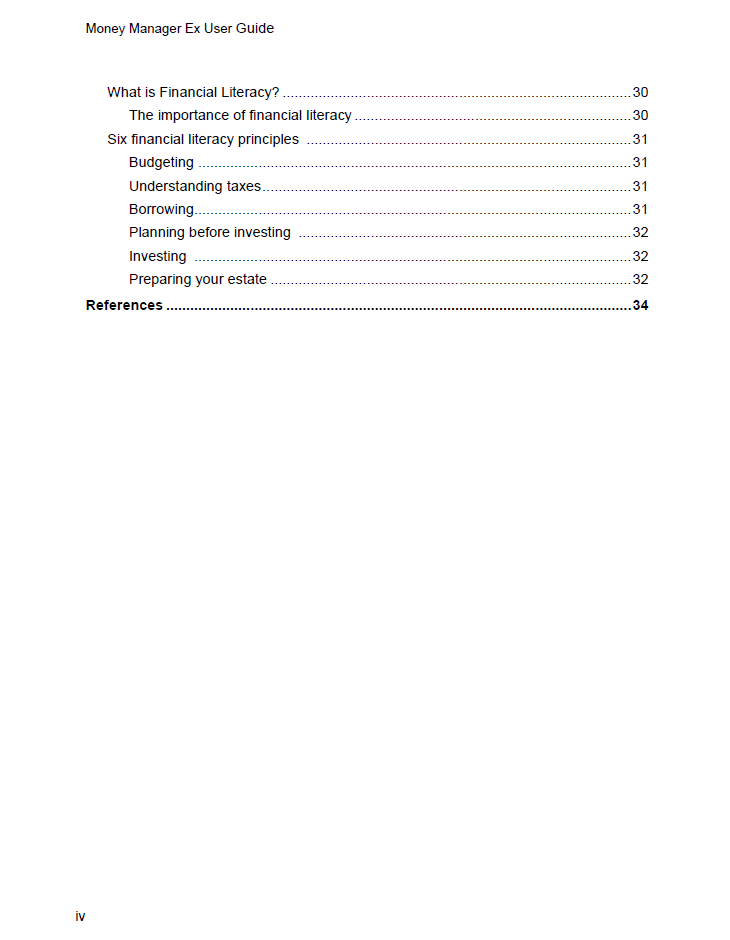 Money Manager Ex User Guide
What is Financial Literacy? ........................................................................................30
The importance of financial literacy .....................................................................30
Six financial literacy principles .................................................................................31
Budgeting ............................................................................................................31
Understanding taxes............................................................................................31
Borrowing.............................................................................................................31
Planning before investing ...................................................................................32
Investing .............................................................................................................32
Preparing your estate ..........................................................................................32
References ....................................................................................................................34
iv